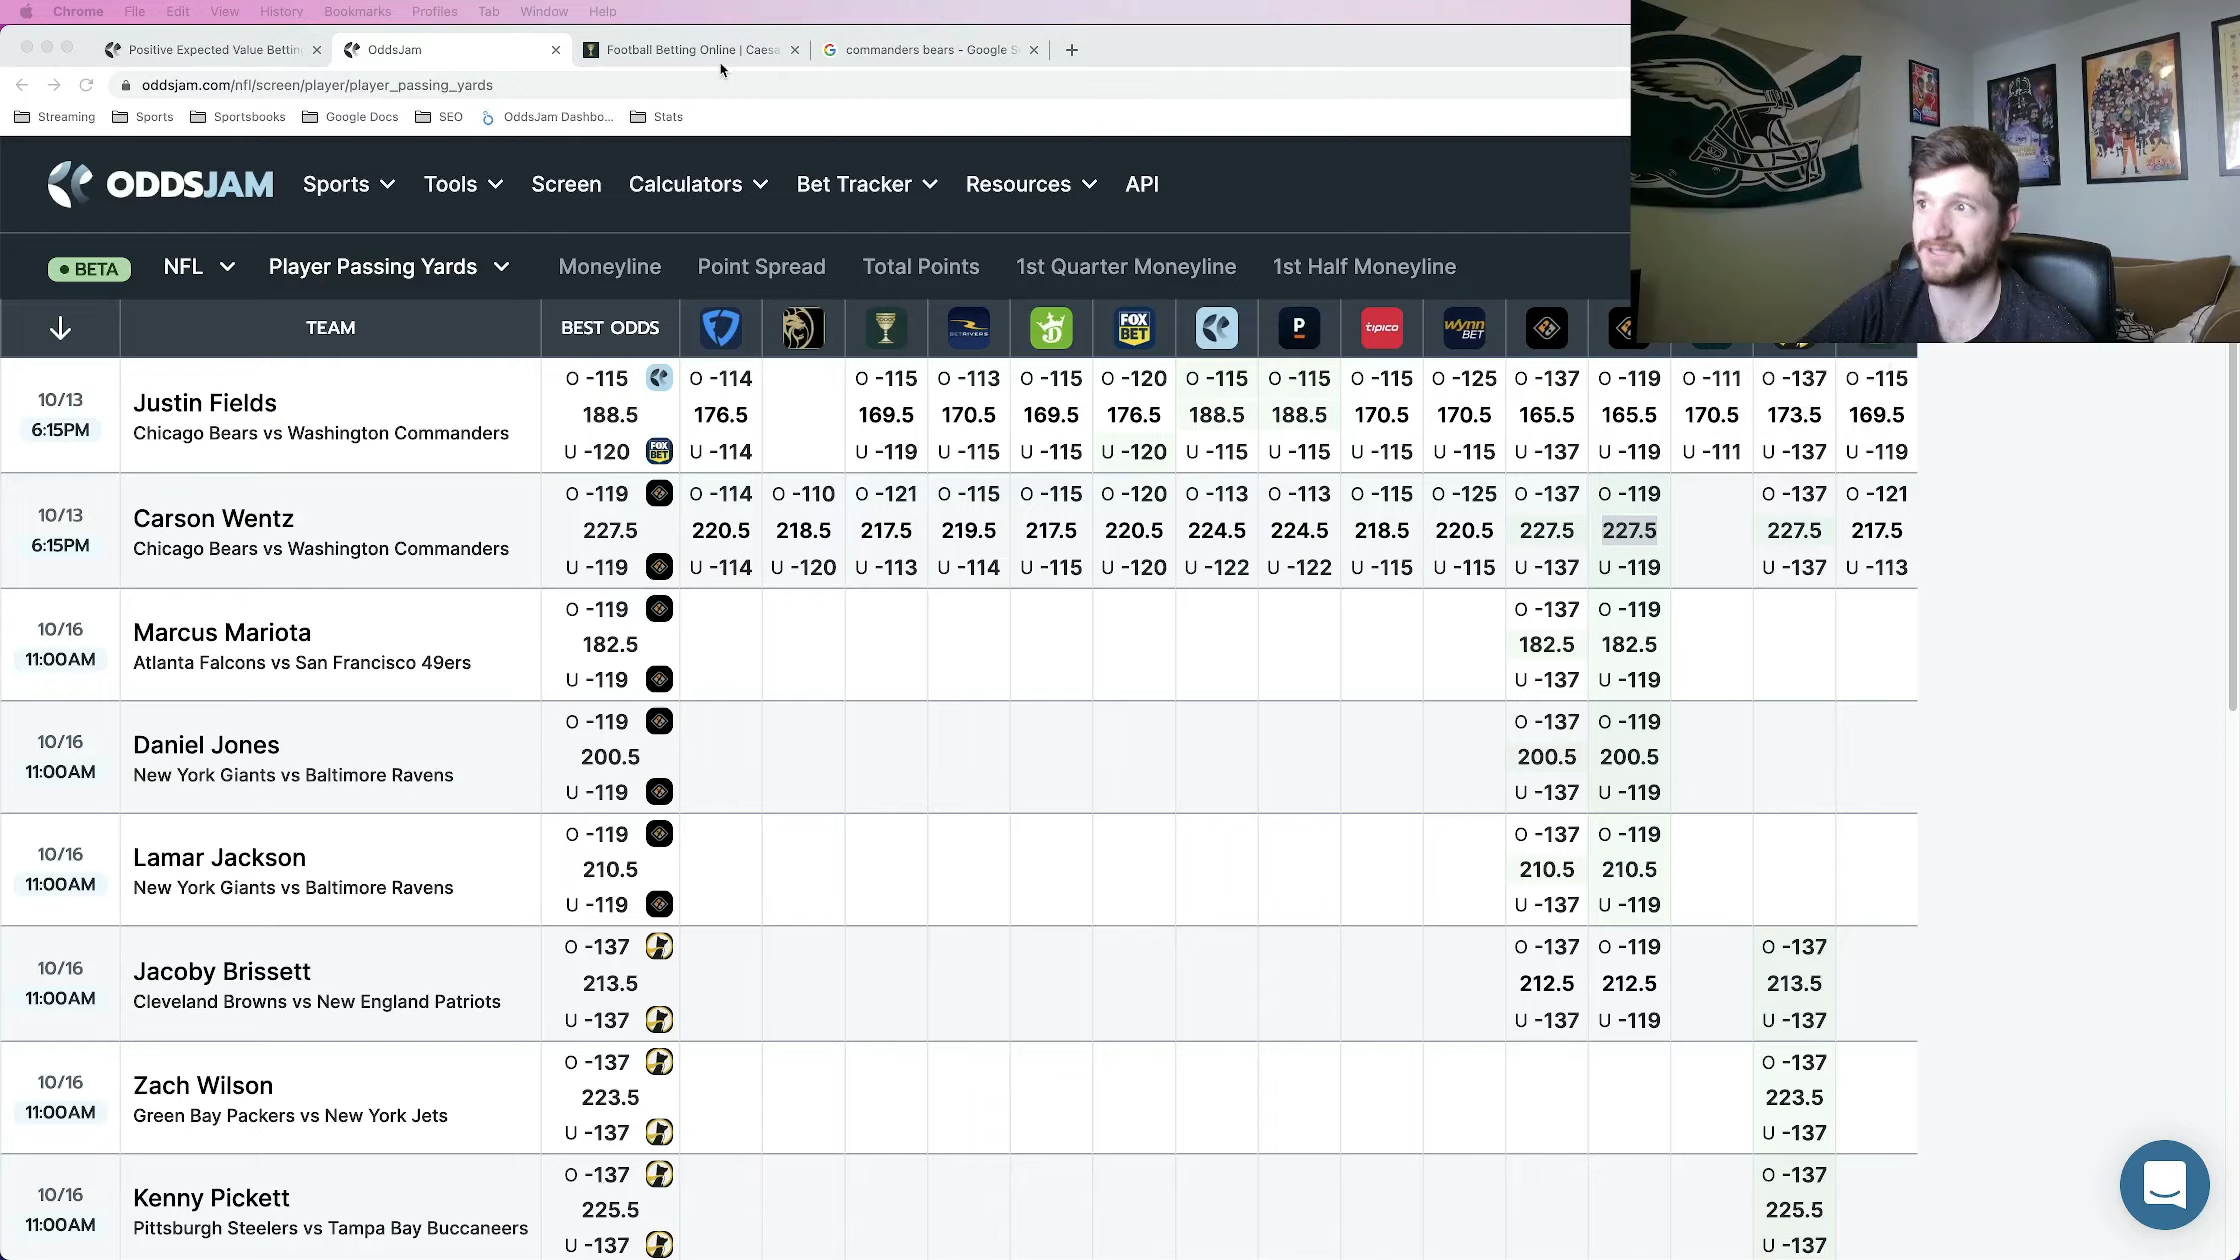 Chrome File Edit View History Bookmarks Profiles Tab Window Help
Positive Expected Value Bettin OddsJam Football Betting Online | Caesa commanders bears - Google S
oddsjam.com/nfl/screen/player/player_passing_yards
Streaming Sports Sportsbooks Google Docs SEO OddsJam Dashbo... Stats
ODDSJAM Sports Tools Screen Calculators Bet Tracker Resources API
BETA NFL Player Passing Yards Moneyline Point Spread Total Points 1st Quarter Moneyline 1st Half Moneyline
TEAM BEST ODDS BETRIVERS FOX BET P tipico WYNN BET
O -115 O -114 O -115 O -113 O -115 O -120 O -115 O -115 O -115 O -125 O -137 O -119 O -111 O -137 O -115
10/13 Justin Fields 188.5 176.5 169.5 170.5 169.5 176.5 188.5 188.5 170.5 170.5 165.5 165.5 170.5 173.5 169.5
6:15PM Chicago Bears vs Washington Commanders
U -120 FOX BET U -114 U -119 U -115 U -115 U -120 U -115 U -115 U -115 U -115 U -137 U -119 U -111 U -137 U -119
O -119 O -114 O -110 O -121 O -115 O -115 O -120 O -113 O -113 O -115 O -125 O -137 O -119 O -137 O -121
10/13 Carson Wentz 227.5 220.5 218.5 217.5 219.5 217.5 220.5 224.5 224.5 218.5 220.5 227.5 227.5 227.5 217.5
6:15PM Chicago Bears vs Washington Commanders
U -119 U -114 U -120 U -113 U -114 U -115 U -120 U -122 U -122 U -115 U -115 U -137 U -119 U -137 U -113
O -119 O -137 O -119
10/16 Marcus Mariota 182.5 182.5 182.5
11:00AM Atlanta Falcons vs San Francisco 49ers
U -119 U -137 U -119
O -119 O -137 O -119
10/16 Daniel Jones 200.5 200.5 200.5
11:00AM New York Giants vs Baltimore Ravens
U -119 U -137 U -119
O -119 O -137 O -119
10/16 Lamar Jackson 210.5 210.5 210.5
11:00AM New York Giants vs Baltimore Ravens
U -119 U -137 U -119
O -137 O -137 O -119 O -137
10/16 Jacoby Brissett 213.5 212.5 212.5 213.5
11:00AM Cleveland Browns vs New England Patriots
U -137 U -137 U -119 U -137
O -137 O -137
10/16 Zach Wilson 223.5 223.5
11:00AM Green Bay Packers vs New York Jets
U -137 U -137
O -137 O -137
10/16 Kenny Pickett 225.5 225.5
11:00AM Pittsburgh Steelers vs Tampa Bay Buccaneers
U -137 U -137